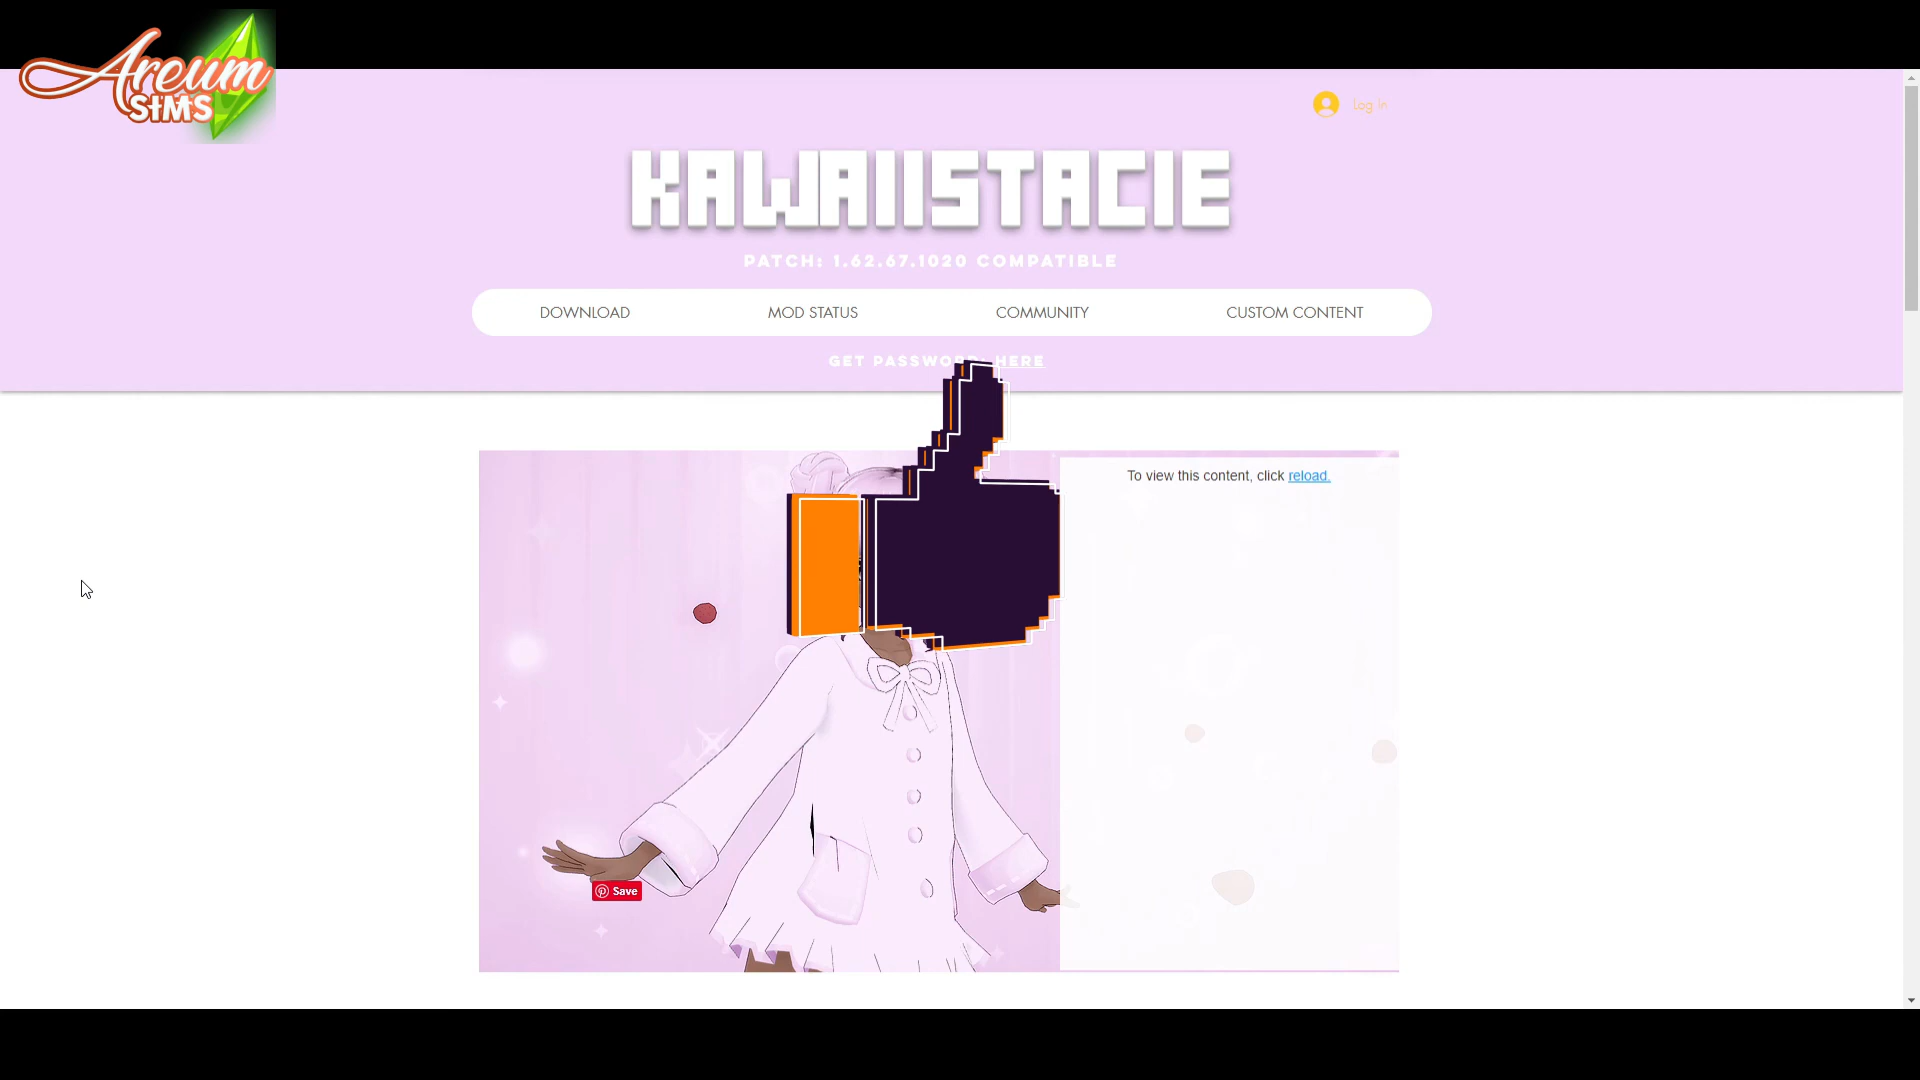 Areum
SIMS
Log In
KAWAIISTACIE
PATCH: 1.62.67.1020 COMPATIBLE
DOWNLOAD MOD STATUS COMMUNITY CUSTOM CONTENT
GET PASSWORD: HERE
To view this content, click reload.
Save